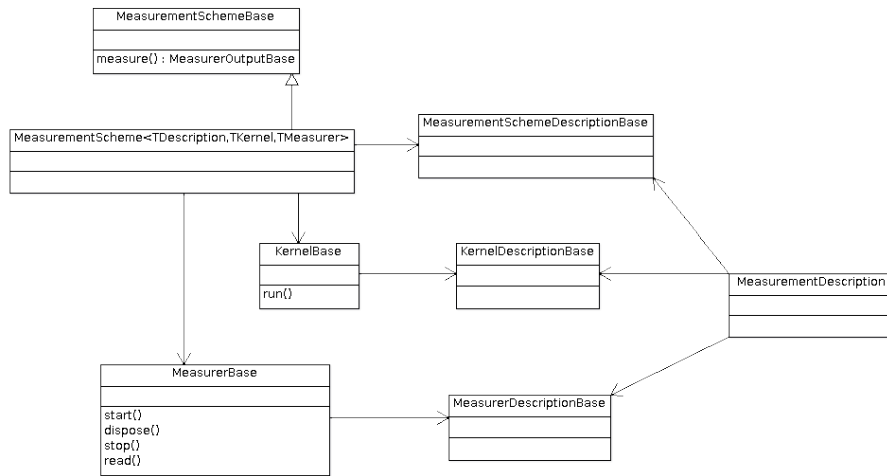 MeasurementSchemeBase
measure() : MeasurerOutputBase
MeasurementScheme<TDescription,TKernel,TMeasurer>
MeasurementSchemeDescriptionBase
KernelBase
run()
KernelDescriptionBase
MeasurementDescription
MeasurerBase
start()
dispose()
stop()
read()
MeasurerDescriptionBase